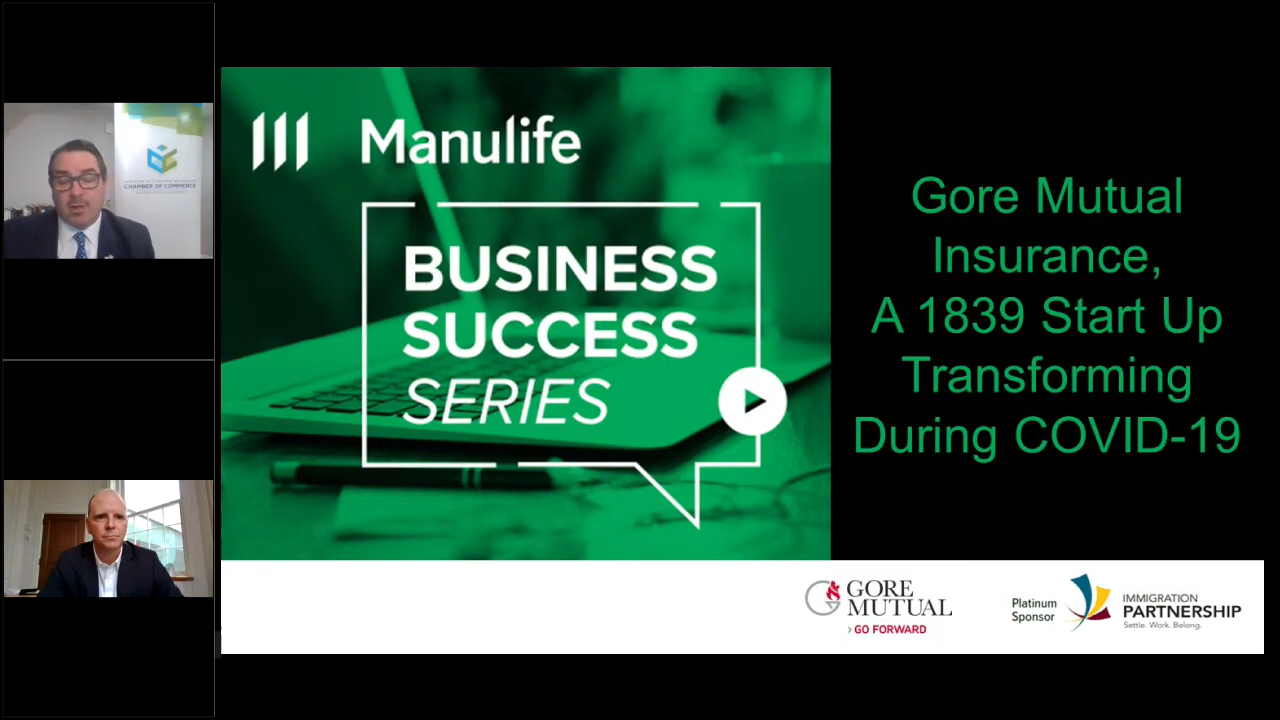 CHAMBER OF COMMERCE
Manulife
BUSINESS
SUCCESS
SERIES
Gore Mutual
Insurance,
A 1839 Start Up
Transforming
During COVID-19
GORE
MUTUAL
› GO FORWARD
Platinum
Sponsor
IMMIGRATION
PARTNERSHIP
Settle. Work. Belong.